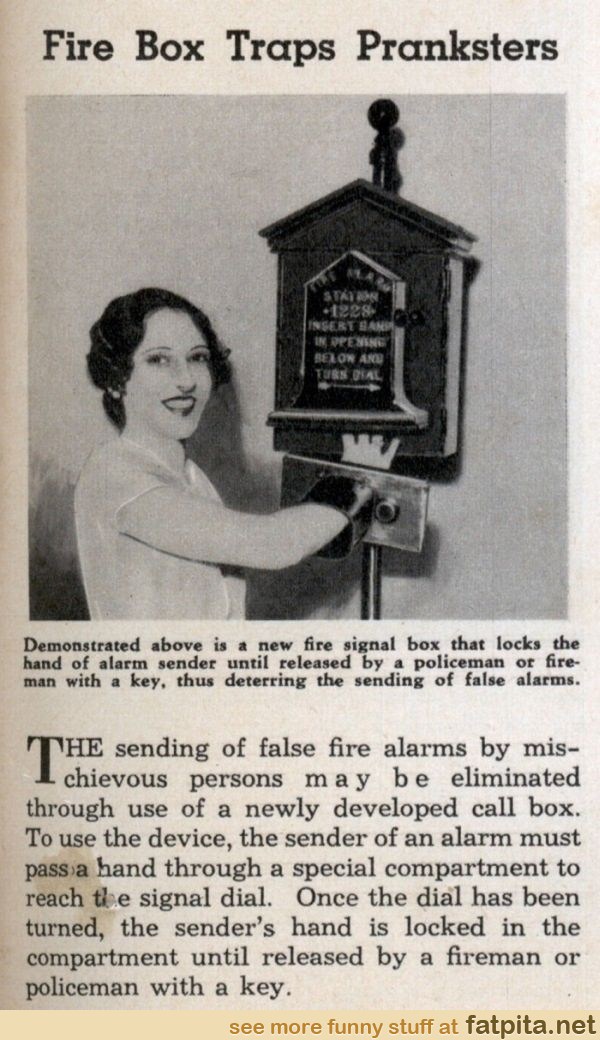 Fire Box Traps Pranksters
FIRE ALARM
STATION
·1228·
INSERT HAND
IN OPENING
BELOW AND
TURN DIAL
Demonstrated above is a new fire signal box that locks the
hand of alarm sender until released by a policeman or fire-
man with a key, thus deterring the sending of false alarms.
THE sending of false fire alarms by mis-
chievous persons may be eliminated
through use of a newly developed call box.
To use the device, the sender of an alarm must
pass a hand through a special compartment to
reach the signal dial. Once the dial has been
turned, the sender's hand is locked in the
compartment until released by a fireman or
policeman with a key.
see more funny stuff at fatpita.net